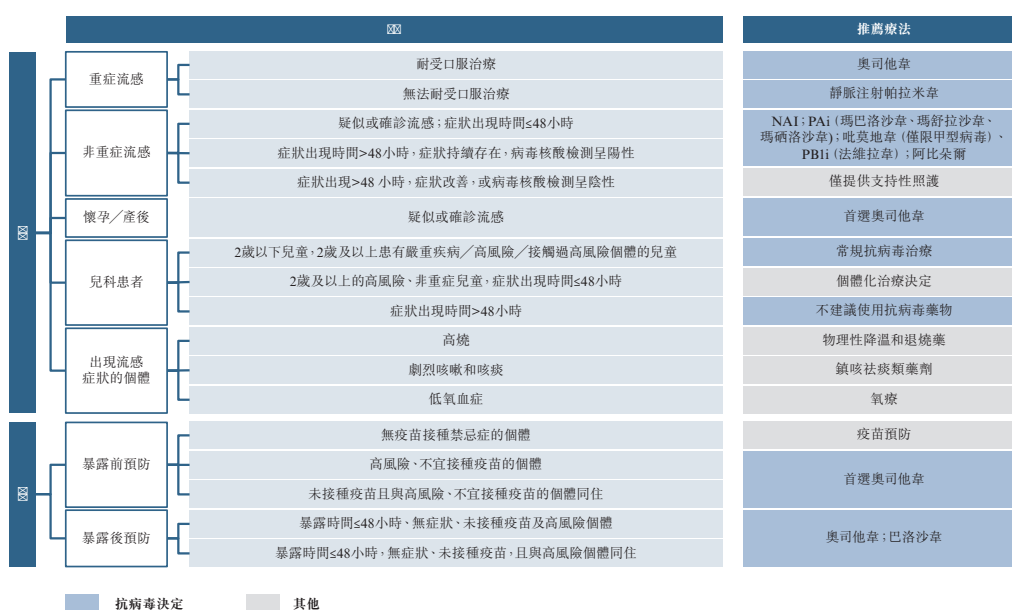 推薦療法
重症流感
耐受口服治療
奧司他韋
無法耐受口服治療
靜脈注射帕拉米韋
非重症流感
疑似或確診流感；症狀出現時間≤48小時
症狀出現時間>48小時，症狀持續存在，病毒核酸檢測呈陽性
NAI；PAi（瑪巴洛沙韋、瑪舒拉沙韋、
瑪硒洛沙韋）；吡莫地韋（僅限甲型病毒）、
PB1i（法維拉韋）；阿比朵爾
症狀出現>48 小時，症狀改善，或病毒核酸檢測呈陰性
僅提供支持性照護
懷孕／產後
疑似或確診流感
首選奧司他韋
兒科患者
2歲以下兒童，2歲及以上患有嚴重疾病／高風險／接觸過高風險個體的兒童
常規抗病毒治療
2歲及以上的高風險、非重症兒童，症狀出現時間≤48小時
個體化治療決定
症狀出現時間>48小時
不建議使用抗病毒藥物
出現流感
症狀的個體
高燒
物理性降溫和退燒藥
劇烈咳嗽和咳痰
鎮咳祛痰類藥劑
低氧血症
氧療
暴露前預防
無疫苗接種禁忌症的個體
疫苗預防
高風險、不宜接種疫苗的個體
未接種疫苗且與高風險、不宜接種疫苗的個體同住
首選奧司他韋
暴露後預防
暴露時間≤48小時、無症狀、未接種疫苗及高風險個體
暴露時間≤48小時，無症狀、未接種疫苗，且與高風險個體同住
奧司他韋；巴洛沙韋
抗病毒決定
其他